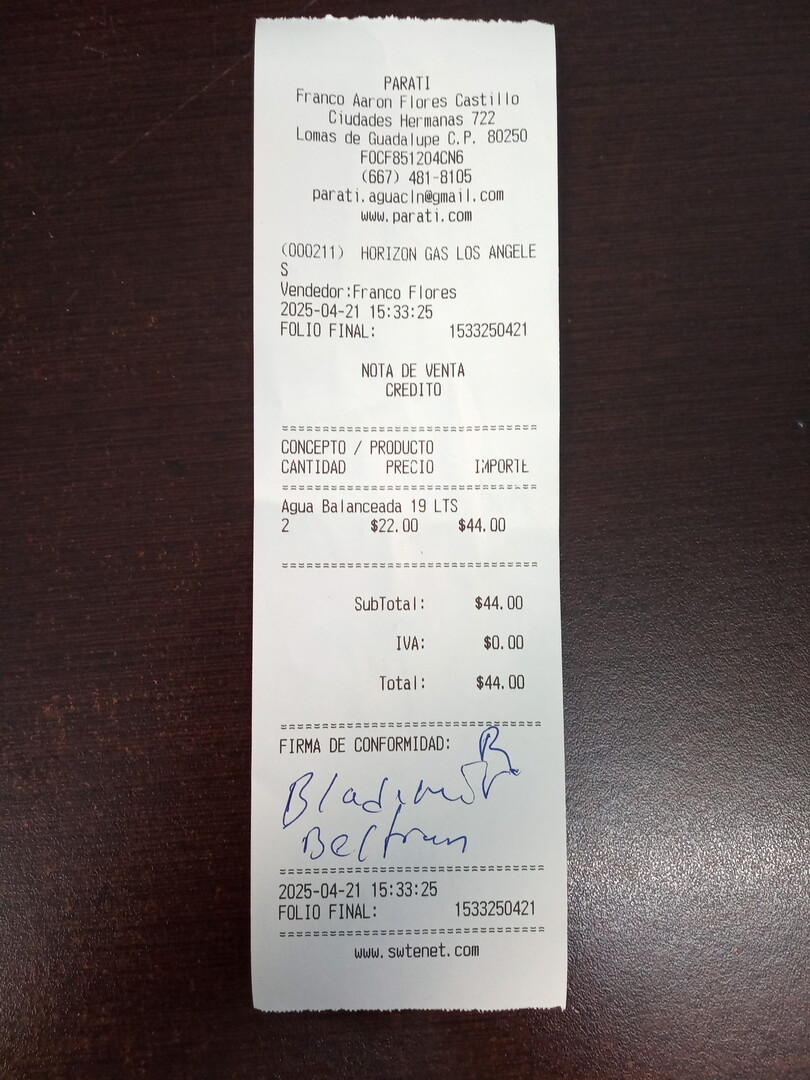 PARATI
Franco Aaron Flores Castillo
Ciudades Hermanas 722
Lomas de Guadalupe C.P. 80250
FOCF851204CN6
(667) 481-8105
parati.aguacln@gmail.com
www.parati.com
(000211) HORIZON GAS LOS ANGELE
S
Vendedor:Franco Flores
2025-04-21 15:33:25
FOLIO FINAL: 1533250421
NOTA DE VENTA
CREDITO
==============================
CONCEPTO / PRODUCTO
CANTIDAD PRECIO IMPORTE
==============================
Agua Balanceada 19 LTS
2 $22.00 $44.00
==============================
SubTotal: $44.00
IVA: $0.00
Total: $44.00
==============================
FIRMA DE CONFORMIDAD:
Beltran
==============================
2025-04-21 15:33:25
FOLIO FINAL: 1533250421
==============================
www.swtenet.com